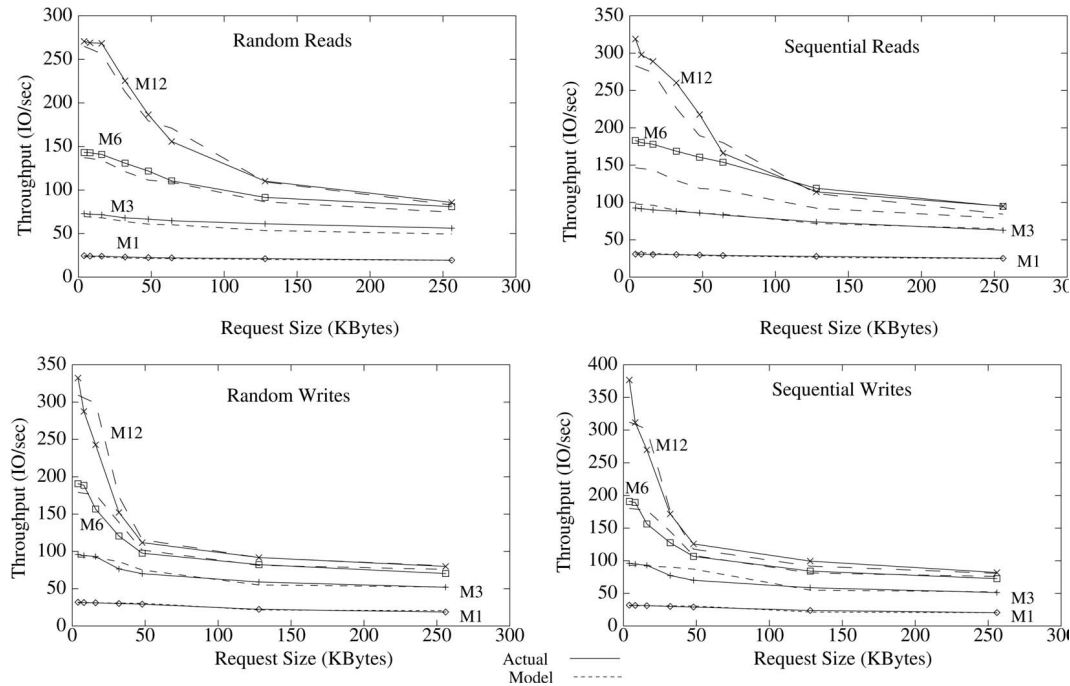 Random Reads
Throughput (IO/sec)
300
250
200
150
100
50
0
M12
M6
M3
M1
0 50 100 150 200 250 300
Request Size (KBytes)
Sequential Reads
Throughput (IO/sec)
350
300
250
200
150
100
50
0
M12
M6
M3
M1
0 50 100 150 200 250 300
Request Size (KBytes)
Random Writes
Throughput (IO/sec)
350
300
250
200
150
100
50
0
M12
M6
M3
M1
0 50 100 150 200 250 300
Request Size (KBytes)
Sequential Writes
Throughput (IO/sec)
400
350
300
250
200
150
100
50
0
M12
M6
M3
M1
0 50 100 150 200 250 300
Request Size (KBytes)
Actual
Model